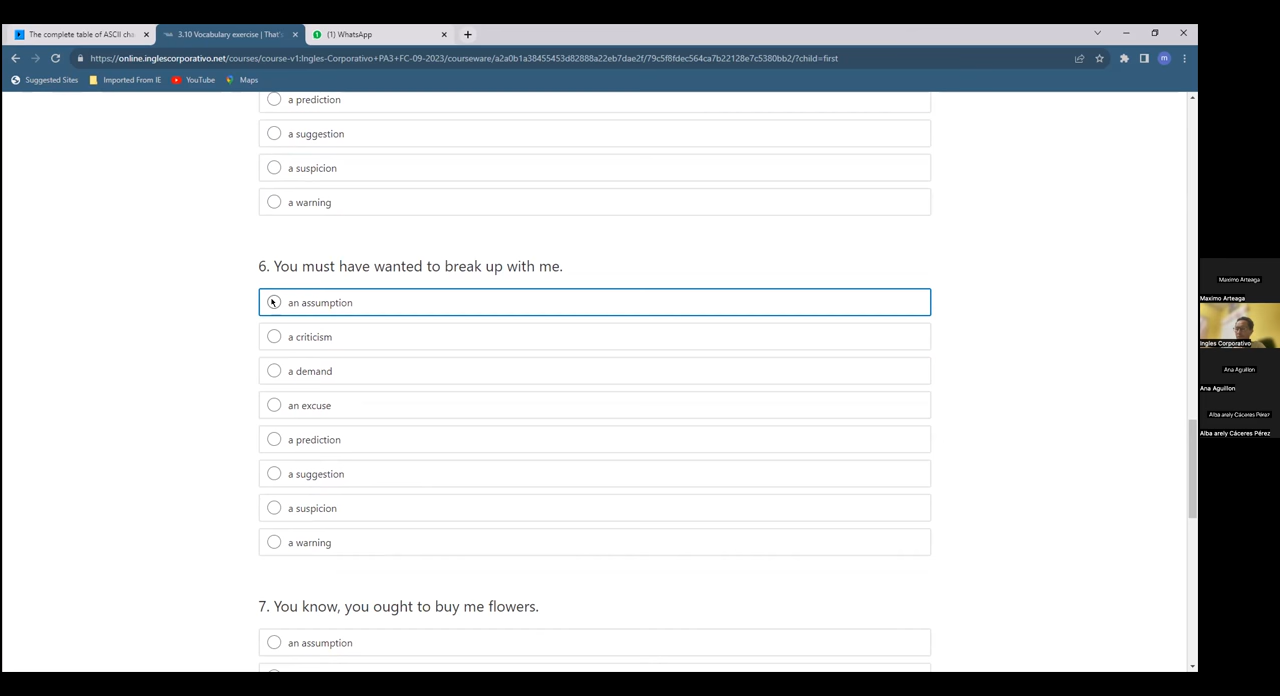 The complete table of ASCII cha
3.10 Vocabulary exercise | That's
(1) WhatsApp
https://online.inglescorporativo.net/courses/course-v1:Ingles-Corporativo+PA3+FC-09-2023/courseware/a2a0b1a38455453d82888a22eb7dae2f/79c5f8fdec564ca7b22128e7c5380bb2/?child=first
m
Suggested Sites
Imported From IE
YouTube
Maps
a prediction
a suggestion
a suspicion
a warning
6. You must have wanted to break up with me.
an assumption
a criticism
a demand
an excuse
a prediction
a suggestion
a suspicion
a warning
7. You know, you ought to buy me flowers.
an assumption
Maximo Arteaga
Maximo Arteaga
Ingles Corporativo
Ana Aguillon
Ana Aguillon
Alba arely Cáceres Pérez
Alba arely Cáceres Pérez